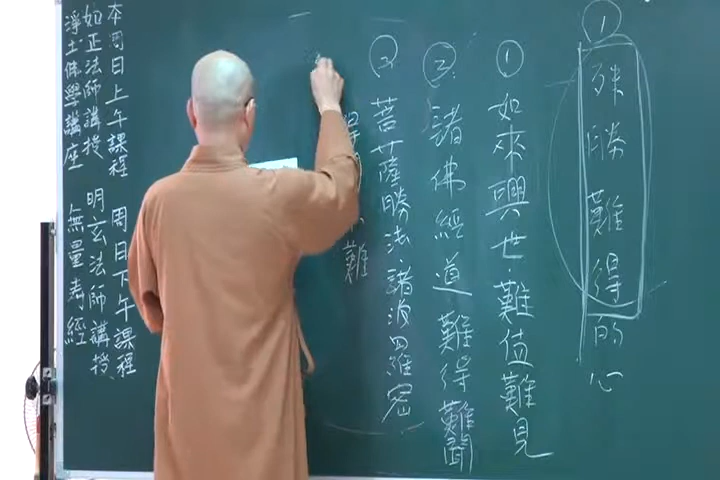 ①
殊勝難得的心
① 如來興世.難值難見
② 諸佛經道難得難聞
③ 菩薩勝法.諸波羅蜜
難
本周日上午課程
如正法師講授
淨土佛學講座
周日下午課程
明玄法師講授.
無量壽經